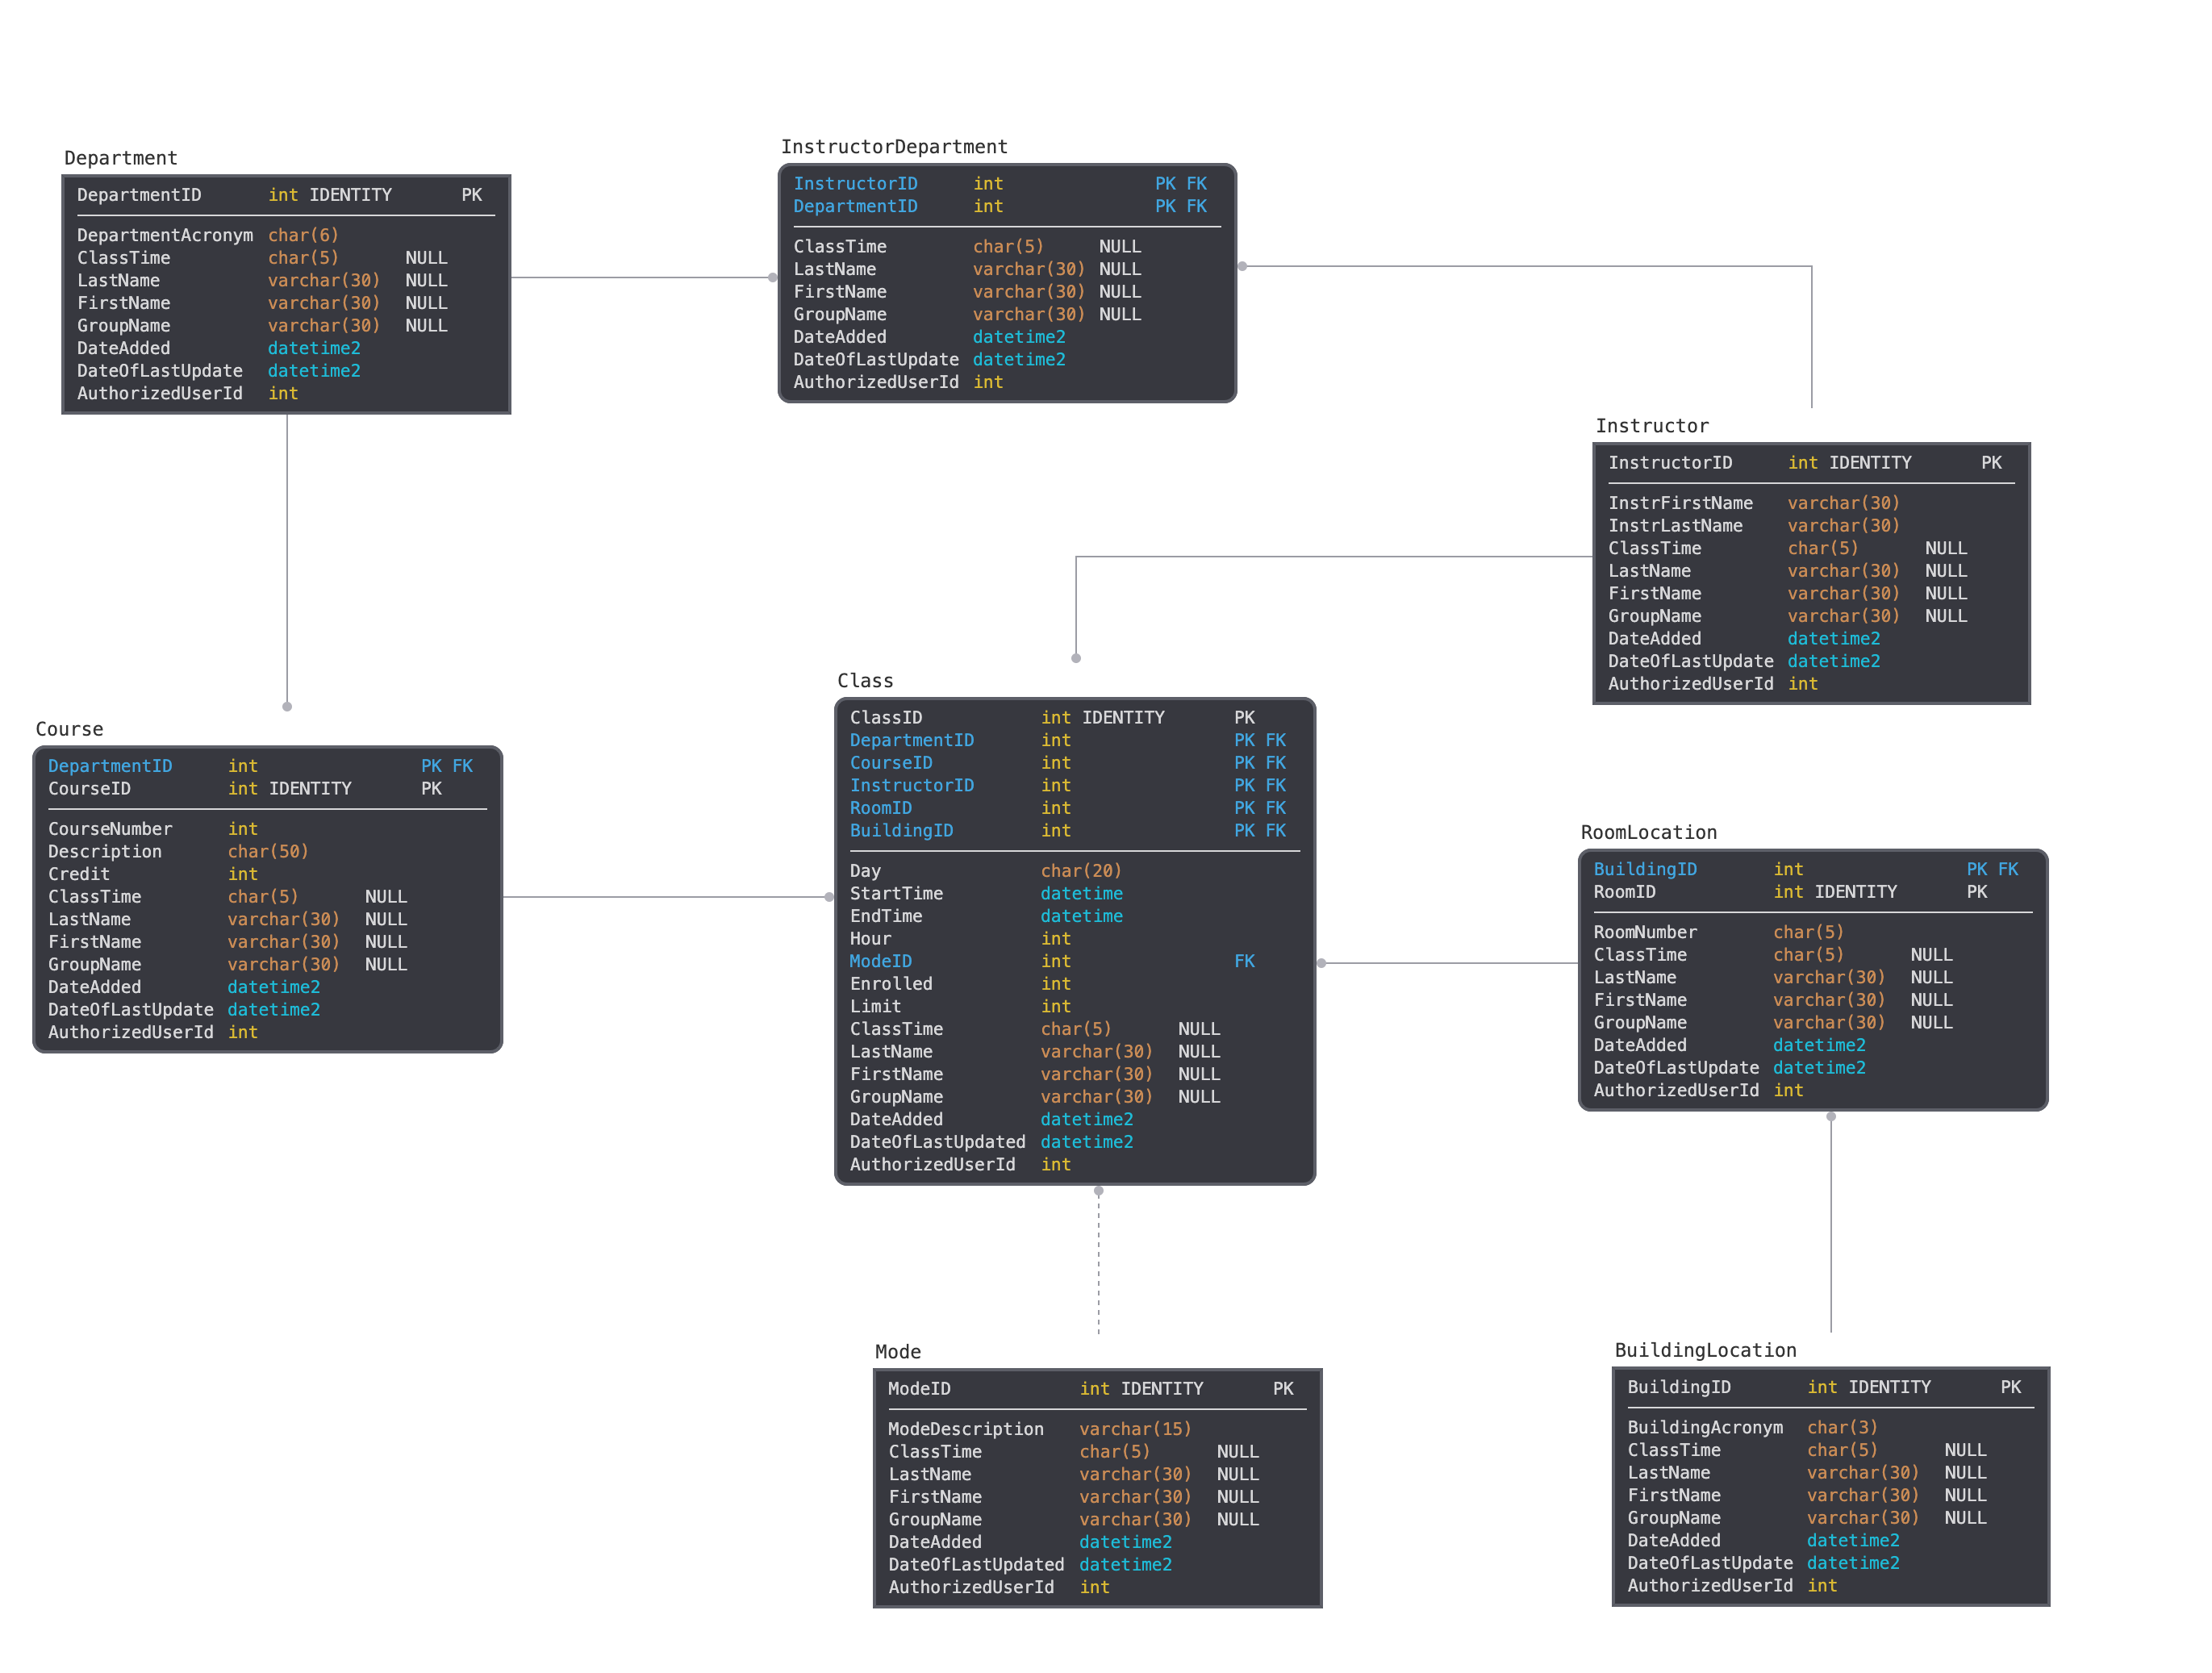 Department
DepartmentID int IDENTITY PK
DepartmentAcronym char(6)
ClassTime char(5) NULL
LastName varchar(30) NULL
FirstName varchar(30) NULL
GroupName varchar(30) NULL
DateAdded datetime2
DateOfLastUpdate datetime2
AuthorizedUserId int
InstructorDepartment
InstructorID int PK FK
DepartmentID int PK FK
ClassTime char(5) NULL
LastName varchar(30) NULL
FirstName varchar(30) NULL
GroupName varchar(30) NULL
DateAdded datetime2
DateOfLastUpdate datetime2
AuthorizedUserId int
Instructor
InstructorID int IDENTITY PK
InstrFirstName varchar(30)
InstrLastName varchar(30)
ClassTime char(5) NULL
LastName varchar(30) NULL
FirstName varchar(30) NULL
GroupName varchar(30) NULL
DateAdded datetime2
DateOfLastUpdate datetime2
AuthorizedUserId int
Course
DepartmentID int PK FK
CourseID int IDENTITY PK
CourseNumber int
Description char(50)
Credit int
ClassTime char(5) NULL
LastName varchar(30) NULL
FirstName varchar(30) NULL
GroupName varchar(30) NULL
DateAdded datetime2
DateOfLastUpdate datetime2
AuthorizedUserId int
Class
ClassID int IDENTITY PK
DepartmentID int PK FK
CourseID int PK FK
InstructorID int PK FK
RoomID int PK FK
BuildingID int PK FK
Day char(20)
StartTime datetime
EndTime datetime
Hour int
ModeID int FK
Enrolled int
Limit int
ClassTime char(5) NULL
LastName varchar(30) NULL
FirstName varchar(30) NULL
GroupName varchar(30) NULL
DateAdded datetime2
DateOfLastUpdated datetime2
AuthorizedUserId int
RoomLocation
BuildingID int PK FK
RoomID int IDENTITY PK
RoomNumber char(5)
ClassTime char(5) NULL
LastName varchar(30) NULL
FirstName varchar(30) NULL
GroupName varchar(30) NULL
DateAdded datetime2
DateOfLastUpdate datetime2
AuthorizedUserId int
Mode
ModeID int IDENTITY PK
ModeDescription varchar(15)
ClassTime char(5) NULL
LastName varchar(30) NULL
FirstName varchar(30) NULL
GroupName varchar(30) NULL
DateAdded datetime2
DateOfLastUpdated datetime2
AuthorizedUserId int
BuildingLocation
BuildingID int IDENTITY PK
BuildingAcronym char(3)
ClassTime char(5) NULL
LastName varchar(30) NULL
FirstName varchar(30) NULL
GroupName varchar(30) NULL
DateAdded datetime2
DateOfLastUpdate datetime2
AuthorizedUserId int